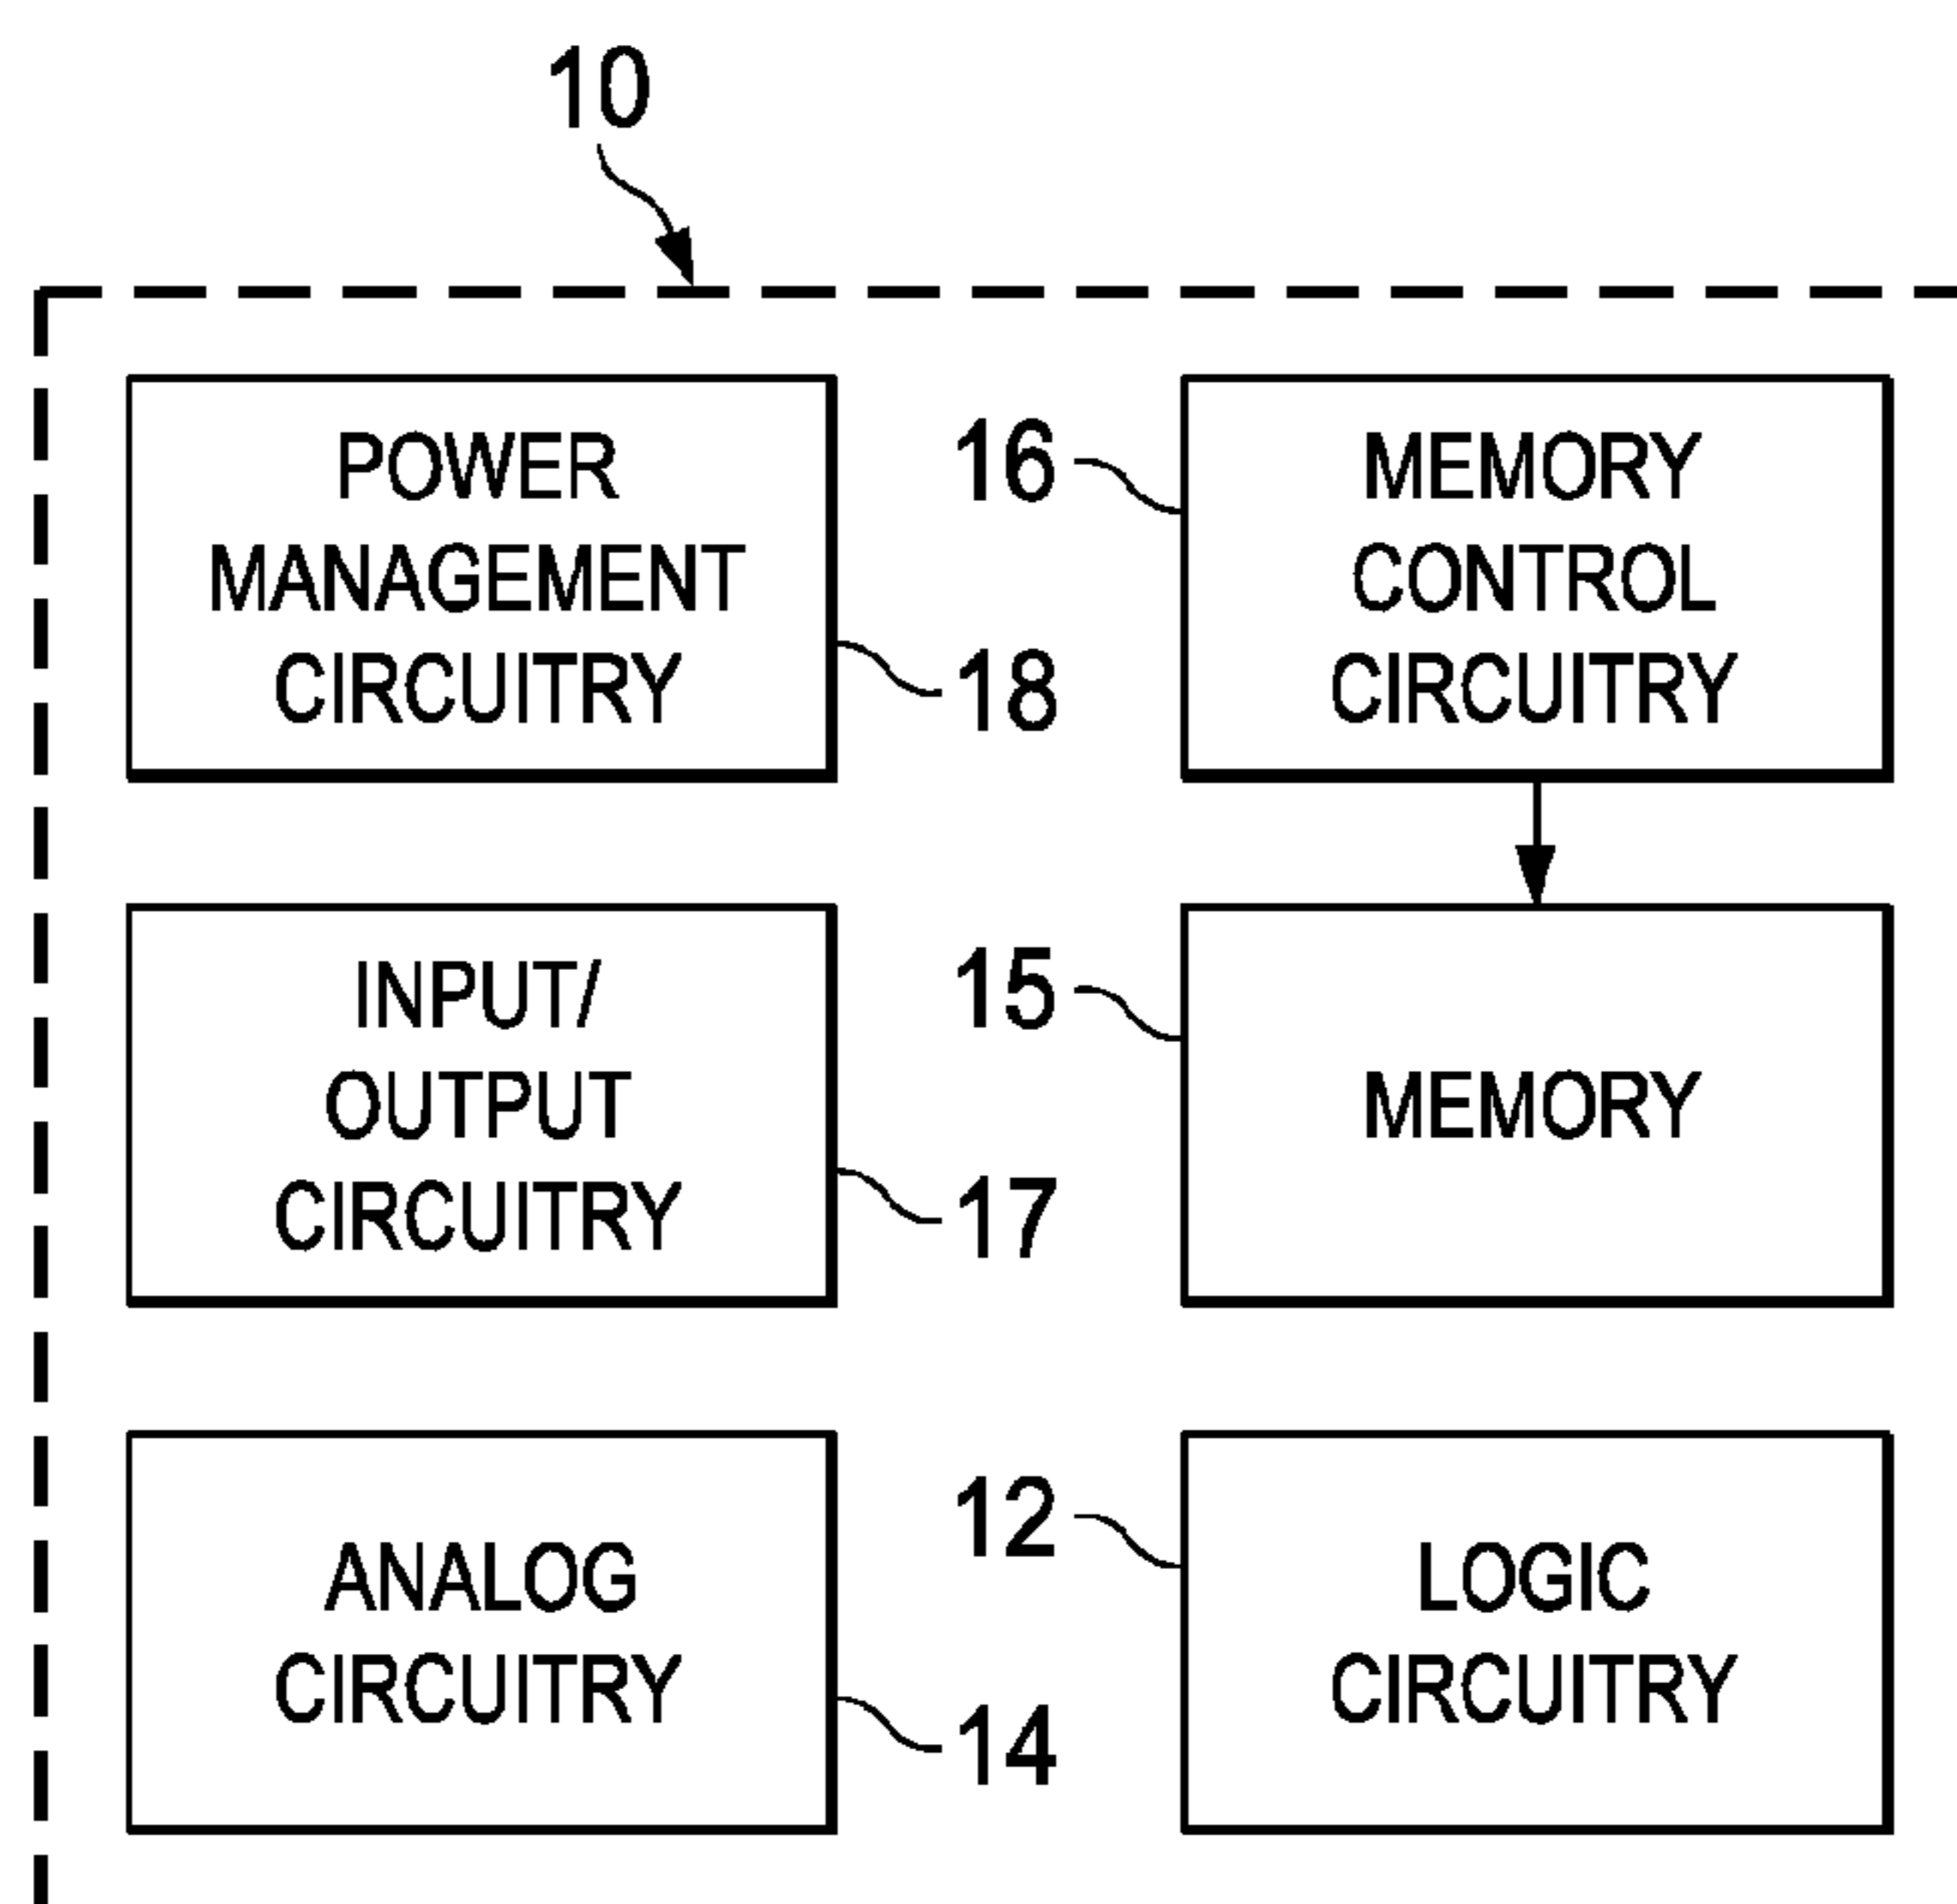 10
POWER
MANAGEMENT
CIRCUITRY
18
16
MEMORY
CONTROL
CIRCUITRY
INPUT/
OUTPUT
CIRCUITRY
17
15
MEMORY
ANALOG
CIRCUITRY
14
12
LOGIC
CIRCUITRY